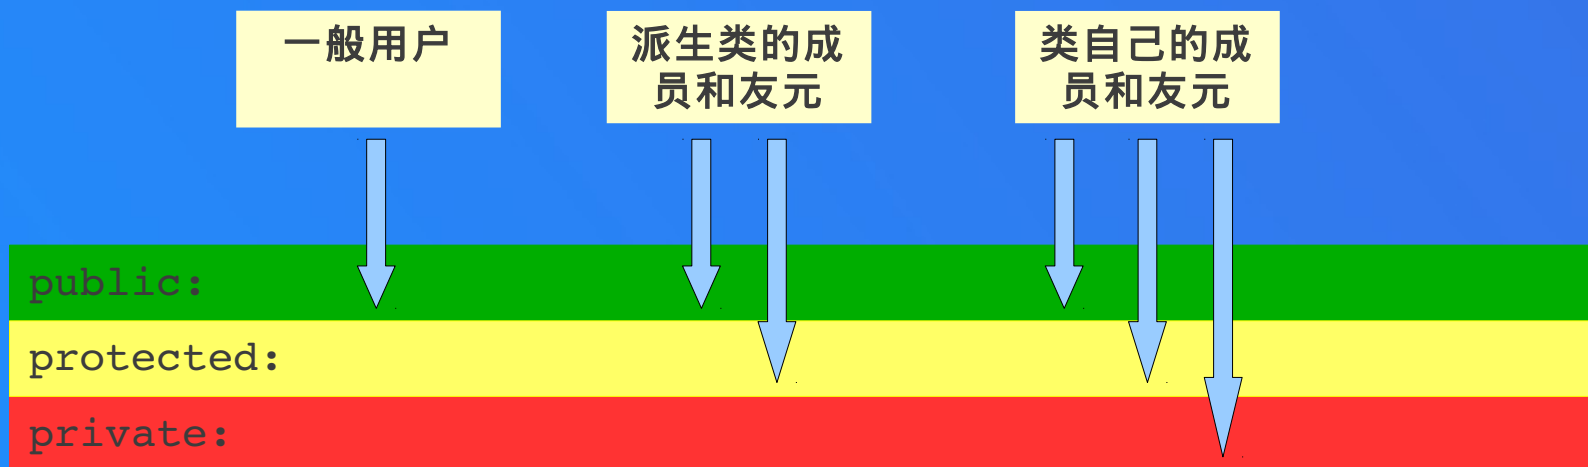 一般用户
派生类的成
员和友元
类自己的成
员和友元
public:
protected:
private: